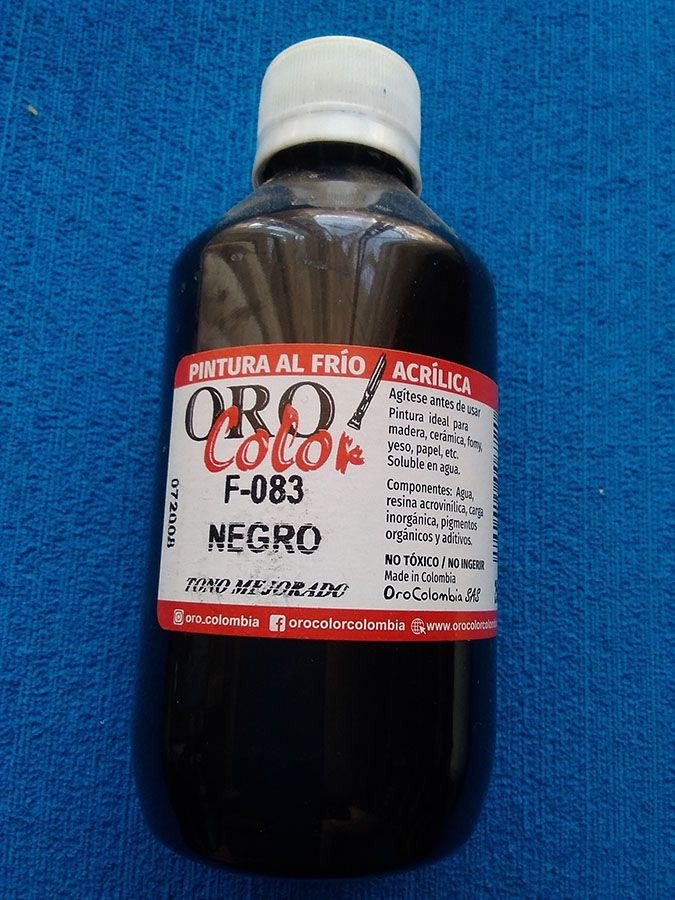 PINTURA AL FRÍO ACRÍLICA
ORO
Color
F-083
NEGRO
TONO MEJORADO
072008
Agítese antes de usar
Pintura ideal para
madera, cerámica, fomy,
yeso, papel, etc.
Soluble en agua.
Componentes: Agua,
resina acrovinílica, carga
inorgánica, pigmentos
orgánicos y aditivos.
NO TÓXICO / NO INGERIR
Made in Colombia
OroColombia SAS
oro_colombia orocolorcolombia www.orocolorcolom